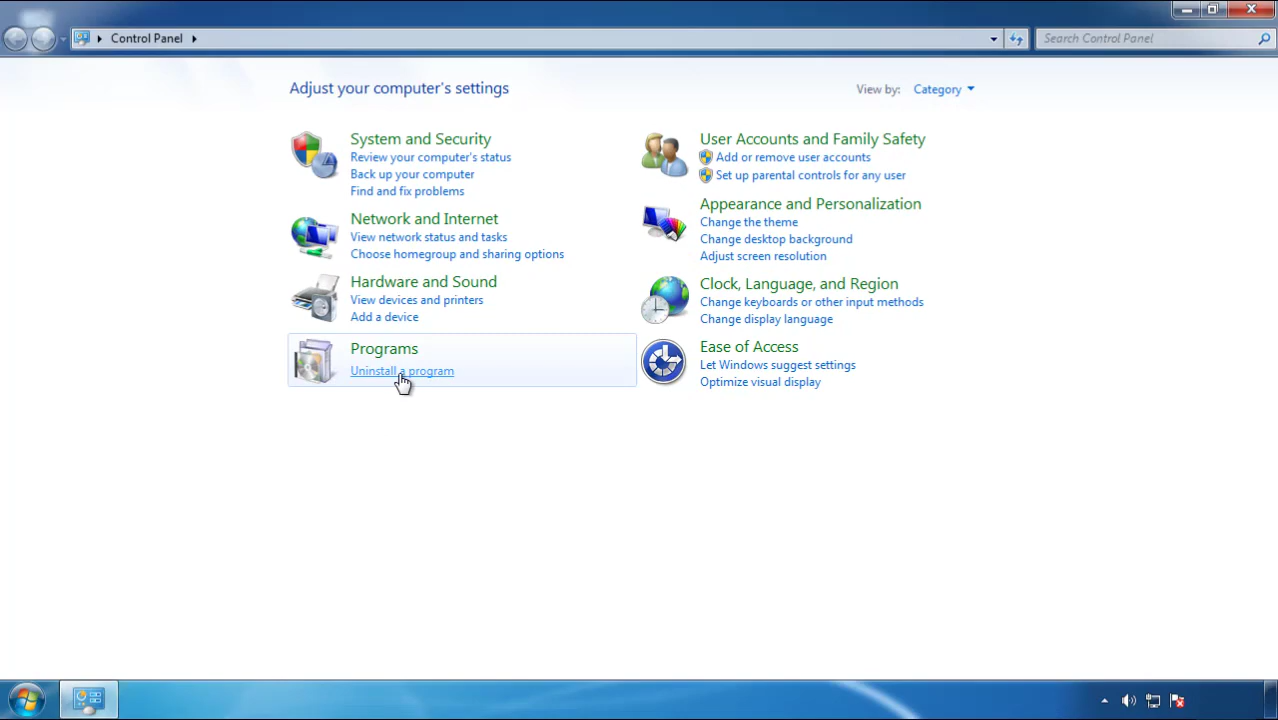 Control Panel
Search Control Panel
Adjust your computer's settings
View by: Category
System and Security
Review your computer's status
Back up your computer
Find and fix problems
Network and Internet
View network status and tasks
Choose homegroup and sharing options
Hardware and Sound
View devices and printers
Add a device
Programs
Uninstall a program
User Accounts and Family Safety
Add or remove user accounts
Set up parental controls for any user
Appearance and Personalization
Change the theme
Change desktop background
Adjust screen resolution
Clock, Language, and Region
Change keyboards or other input methods
Change display language
Ease of Access
Let Windows suggest settings
Optimize visual display